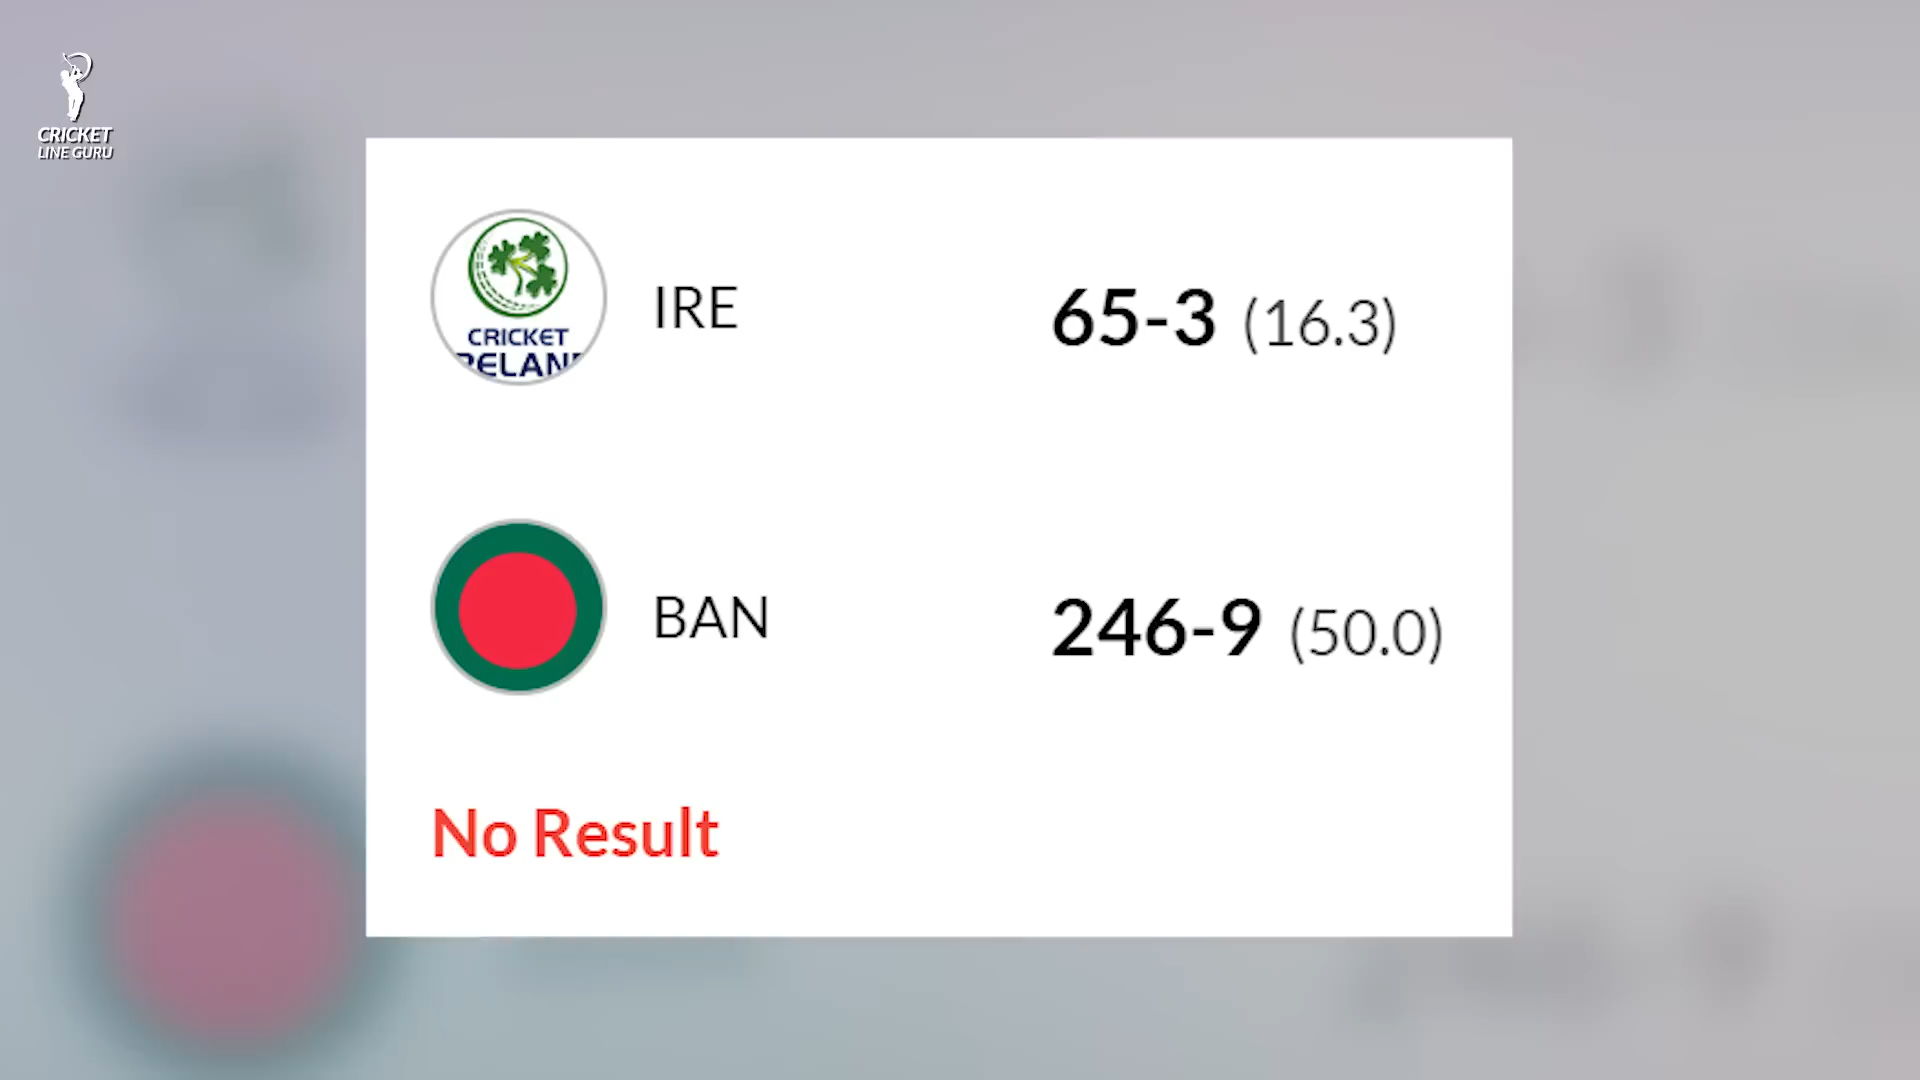 CRICKET
LINE GURU
CRICKET
IRE
65-3 (16.3)
BAN
246-9 (50.0)
No Result